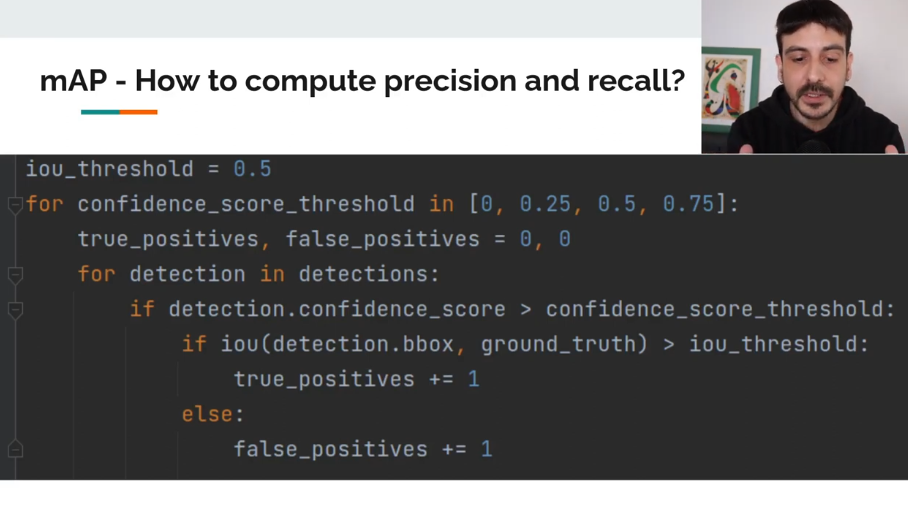 mAP - How to compute precision and recall?
iou_threshold = 0.5
for confidence_score_threshold in [0, 0.25, 0.5, 0.75]:
true_positives, false_positives = 0, 0
for detection in detections:
if detection.confidence_score > confidence_score_threshold:
if iou(detection.bbox, ground_truth) > iou_threshold:
true_positives += 1
else:
false_positives += 1